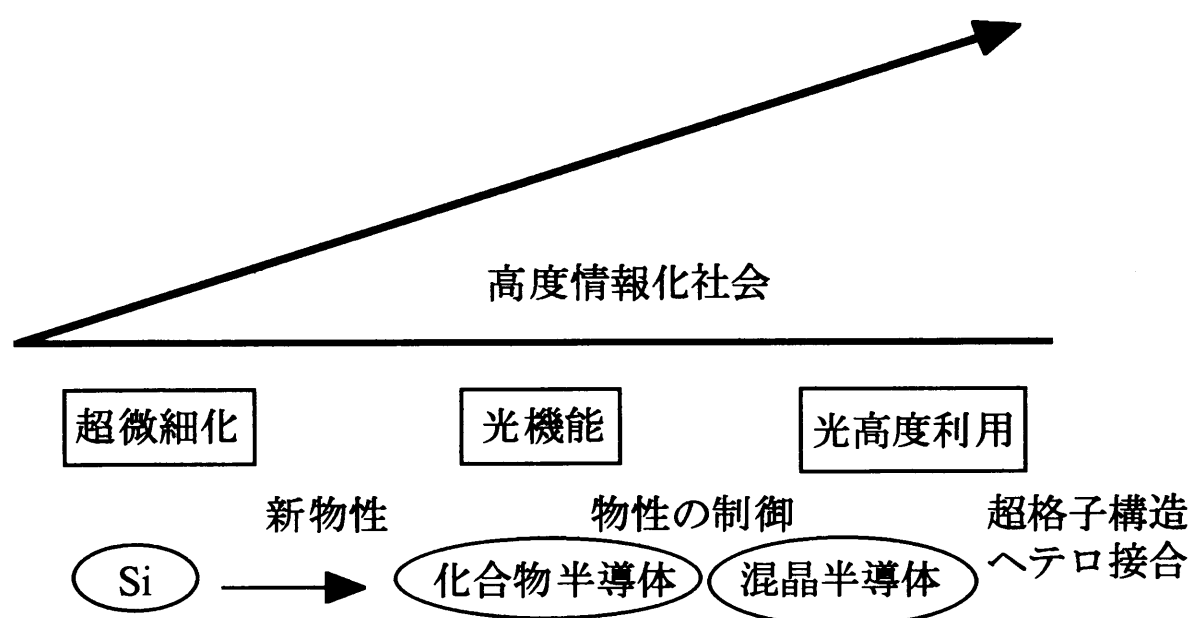 高度情報化社会
超微細化
光機能
光高度利用
新物性
物性の制御
超格子構造
ヘテロ接合
Si
化合物半導体
混晶半導体